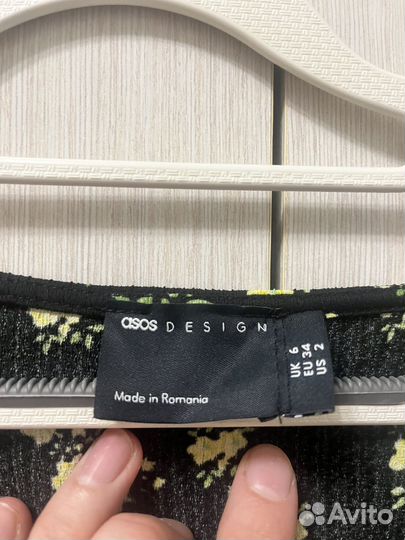 asos DESIGN
Made in Romania
UK 6
EU 34
US 2
Avito